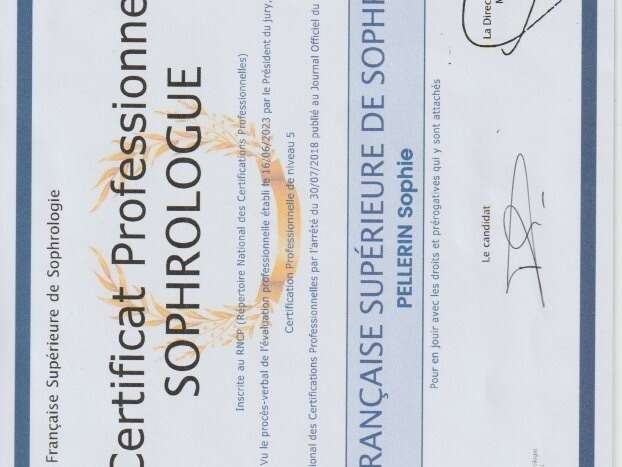 Française Supérieure de Sophrologie
Certificat Professionne
SOPHROLOGUE
Inscrite au RNCP (Répertoire National des Certifications Professionnelles)
Vu le procès-verbal de l'évaluation professionnelle établi le 16/06/2023 par le Président du jury,
Certification Professionnelle de niveau 5
ional des Certifications Professionnelles par l'arrêté du 30/07/2018 publié au Journal Officiel du
FRANÇAISE SUPÉRIEURE DE SOPH
PELLERIN Sophie
Pour en jouir avec les droits et prérogatives qui y sont attachés
Le candidat
La Direc
M